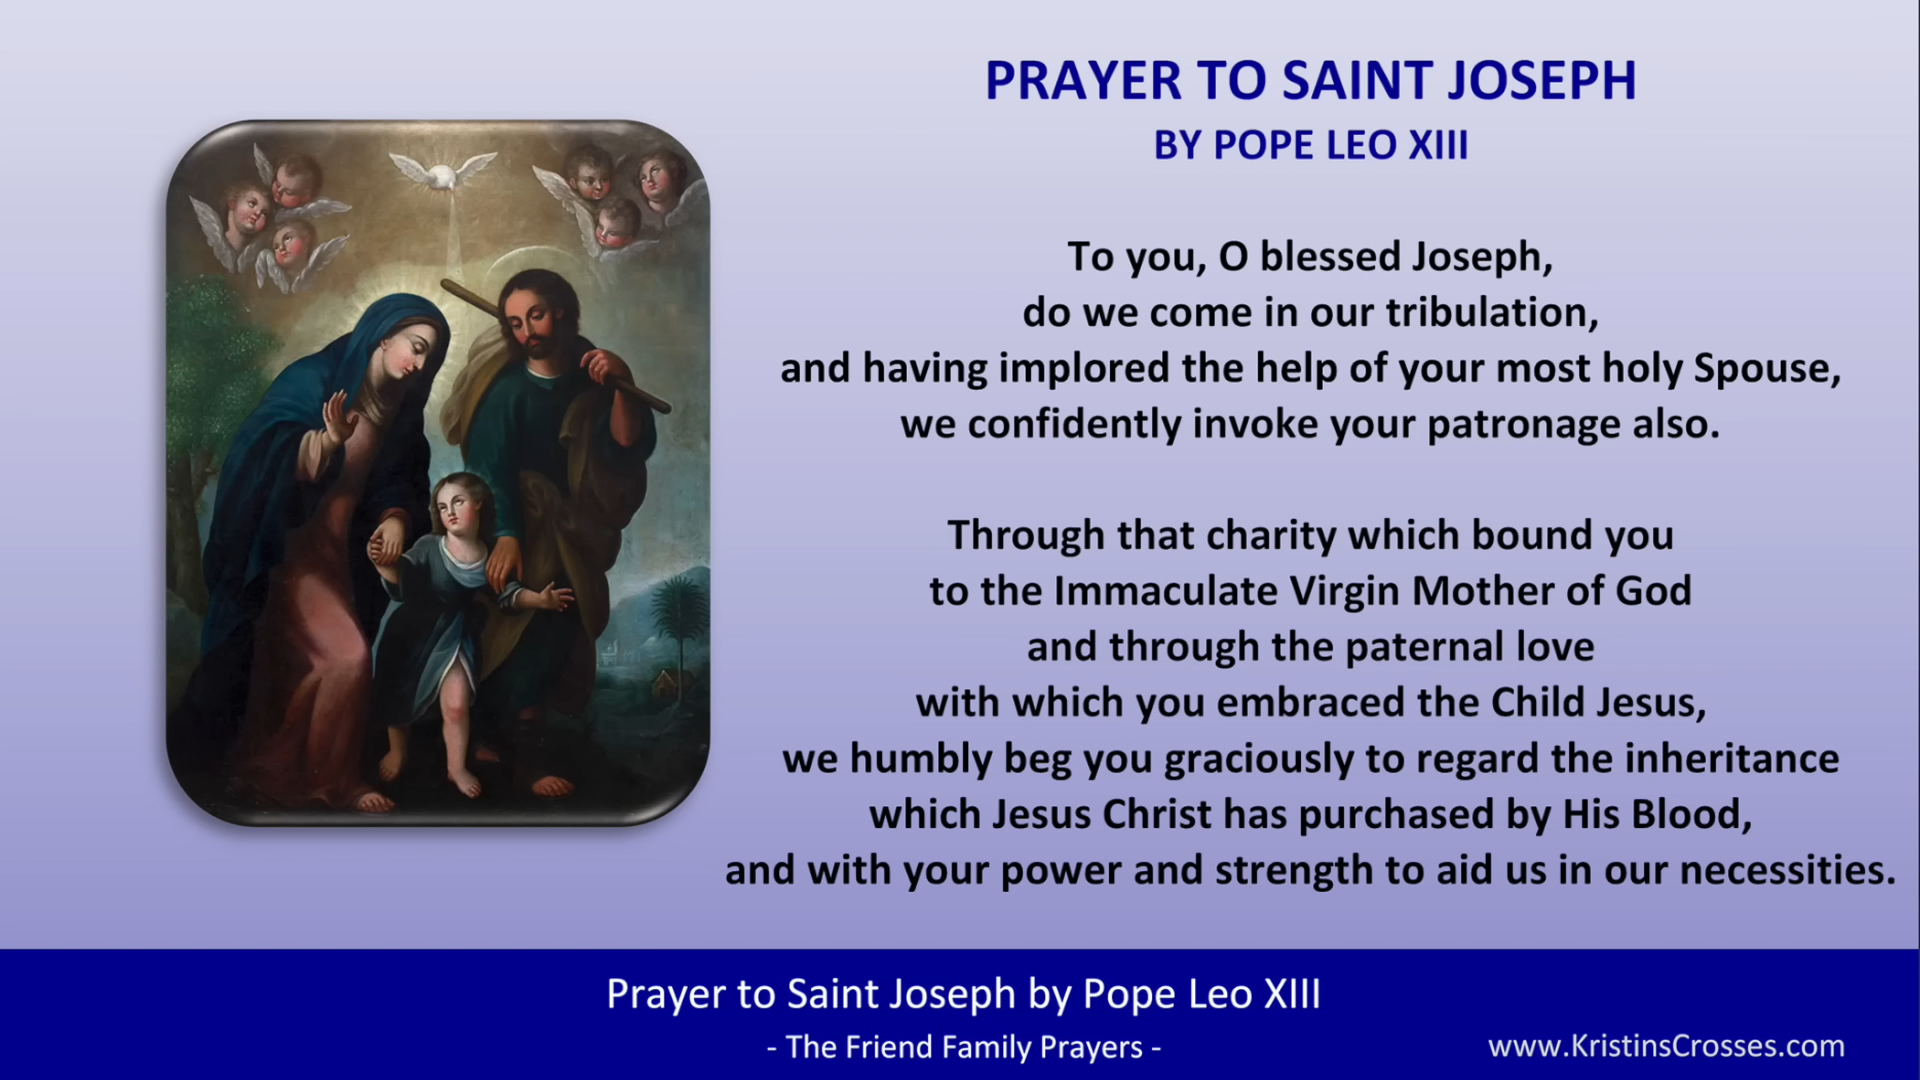 PRAYER TO SAINT JOSEPH
BY POPE LEO XIII
To you, O blessed Joseph,
do we come in our tribulation,
and having implored the help of your most holy Spouse,
we confidently invoke your patronage also.
Through that charity which bound you
to the Immaculate Virgin Mother of God
and through the paternal love
with which you embraced the Child Jesus,
we humbly beg you graciously to regard the inheritance
which Jesus Christ has purchased by His Blood,
and with your power and strength to aid us in our necessities.
Prayer to Saint Joseph by Pope Leo XIII
- The Friend Family Prayers -
www.KristinsCrosses.com